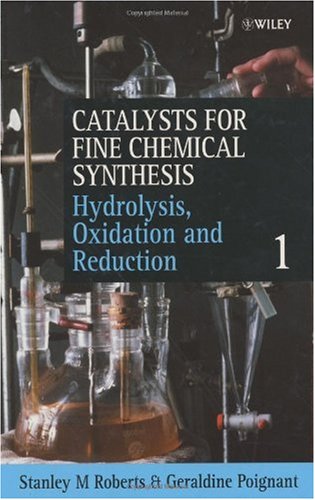 WILEY
CATALYSTS FOR
FINE CHEMICAL
SYNTHESIS
Hydrolysis,
Oxidation and
Reduction
1
Stanley M Roberts & Geraldine Poignant